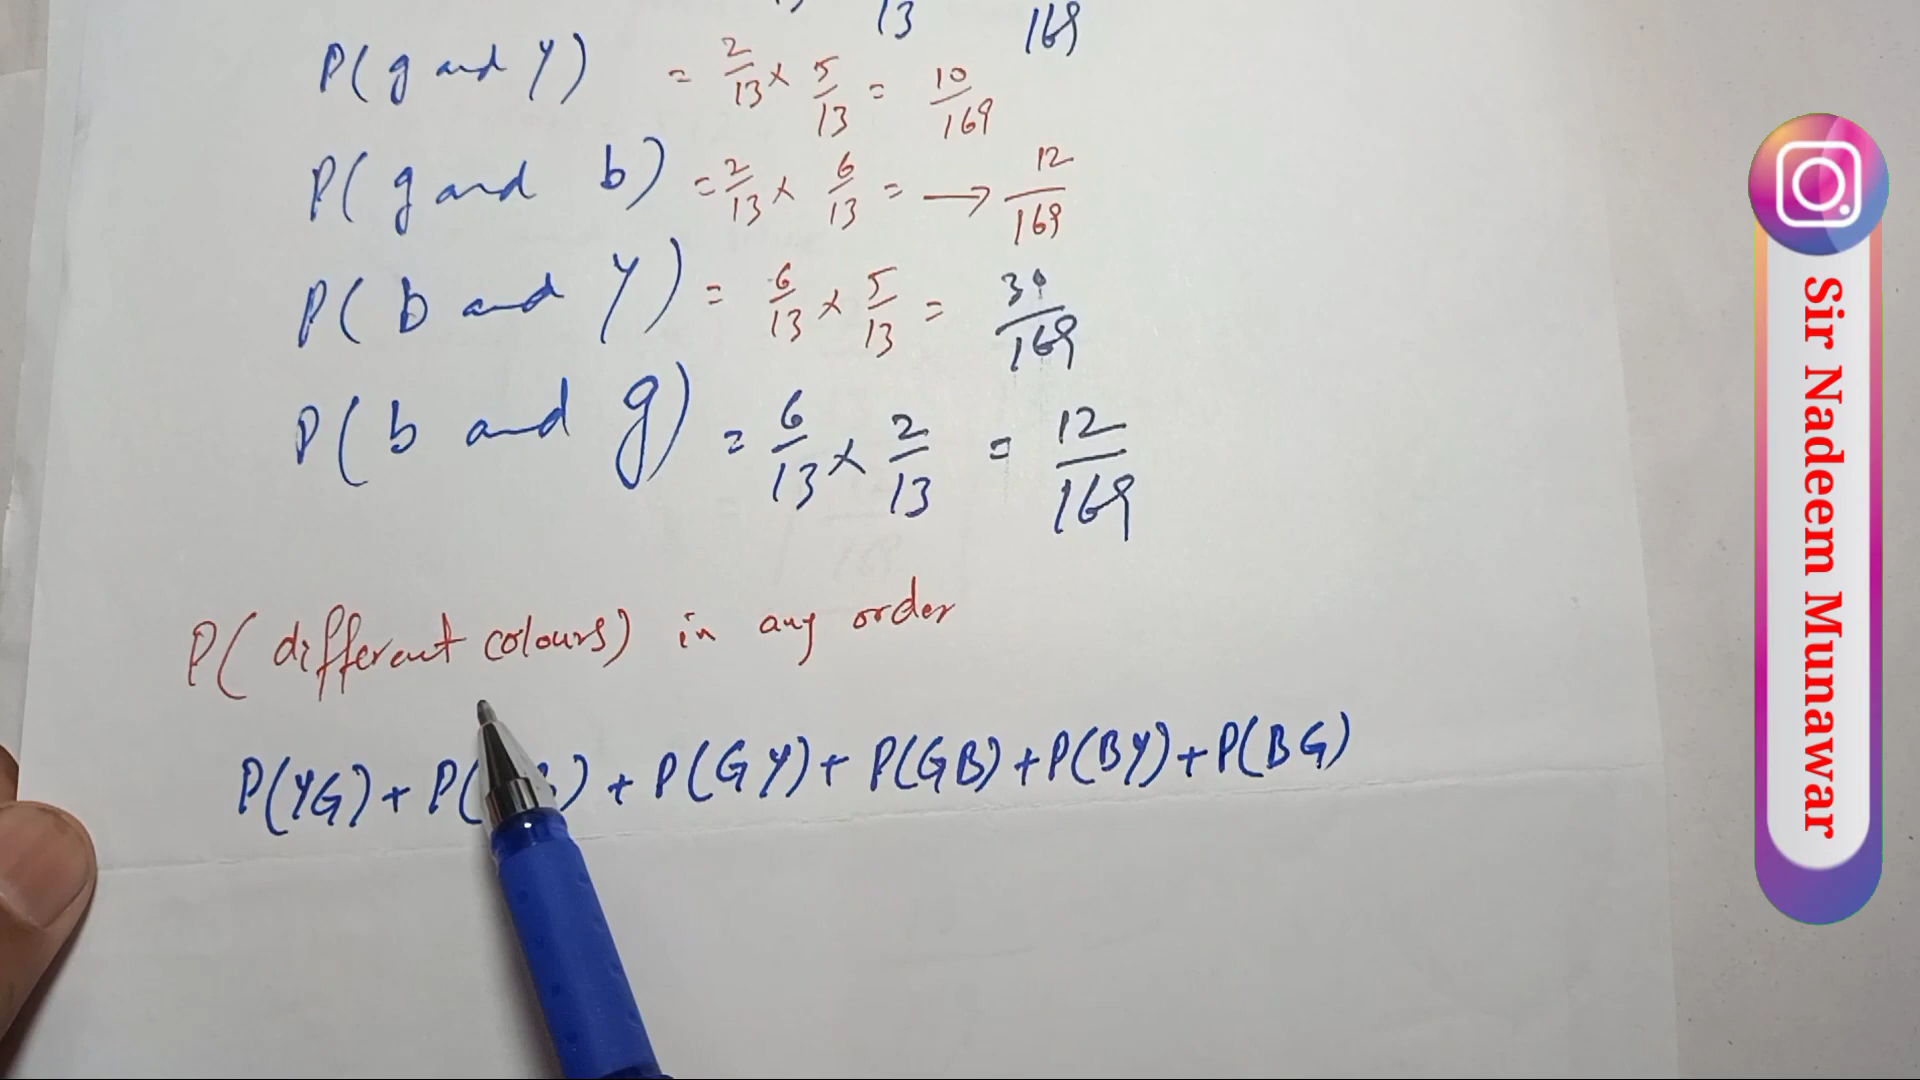 13 169
P(g and Y) = 2/13 × 5/13 = 10/169
P(g and b) = 2/13 × 6/13 = → 12/169
P(b and Y) = 6/13 × 5/13 = 30/169
P(b and g) = 6/13 × 2/13 = 12/169
P(different colours) in any order
P(YG) + P( ) + P(GY) + P(GB) + P(BY) + P(BG)
Sir Nadeem Munawar